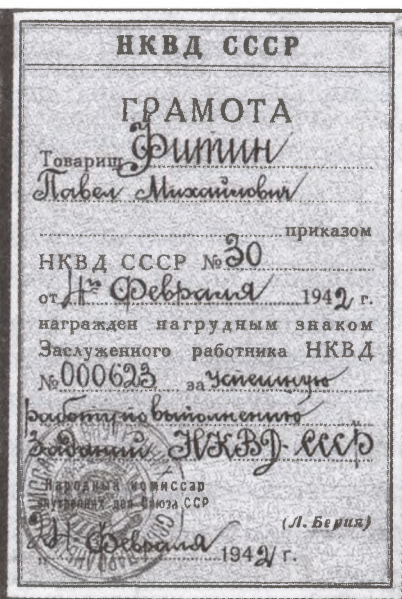 НКВД СССР
ГРАМОТА
Товарищ Фитин
Павел Михайлович
приказом
НКВД СССР № 30
от 4го Февраля 1942 г.
награжден нагрудным знаком
Заслуженного работника НКВД
№ 000623 за успешную
работу по выполнению
заданий НКВД-СССР
Народный комиссар
внутренних дел Союза ССР
(Л. Берия)
"4" Февраля 1942 г.